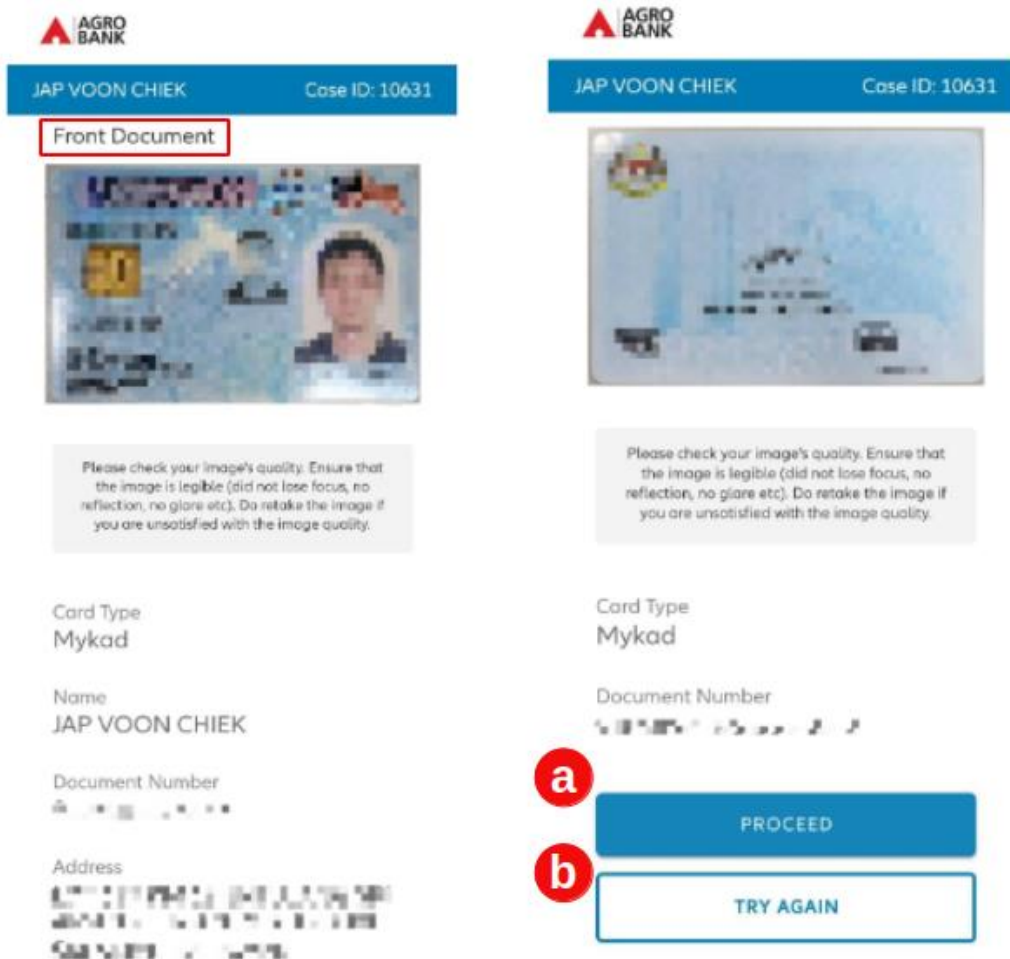 AGRO
BANK
JAP VOON CHIEK Case ID: 10631
Front Document
Please check your image's quality. Ensure that
the image is legible (did not lose focus, no
reflection, no glare etc). Do retake the image if
you are unsatisfied with the image quality.
Card Type
Mykad
Name
JAP VOON CHIEK
Document Number
Address
AGRO
BANK
JAP VOON CHIEK Case ID: 10631
Please check your image's quality. Ensure that
the image is legible (did not lose focus, no
reflection, no glare etc). Do retake the image if
you are unsatisfied with the image quality.
Card Type
Mykad
Document Number
a
PROCEED
b
TRY AGAIN